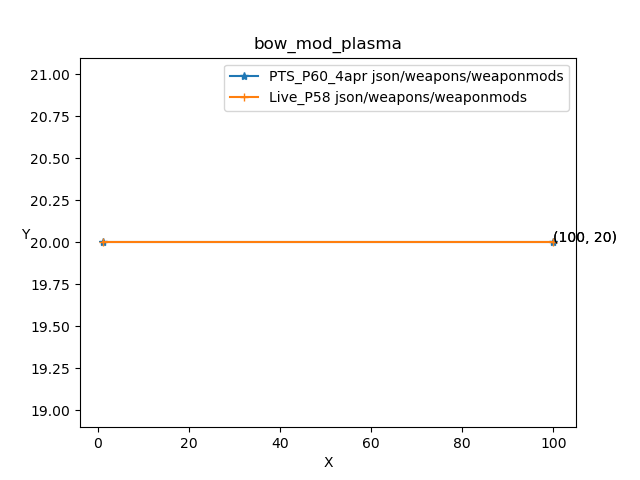 bow_mod_plasma
PTS_P60_4apr json/weapons/weaponmods
Live_P58 json/weapons/weaponmods
21.00
20.75
20.50
20.25
Y
20.00
(100, 20)
19.75
19.50
19.25
19.00
0 20 40 60 80 100
X